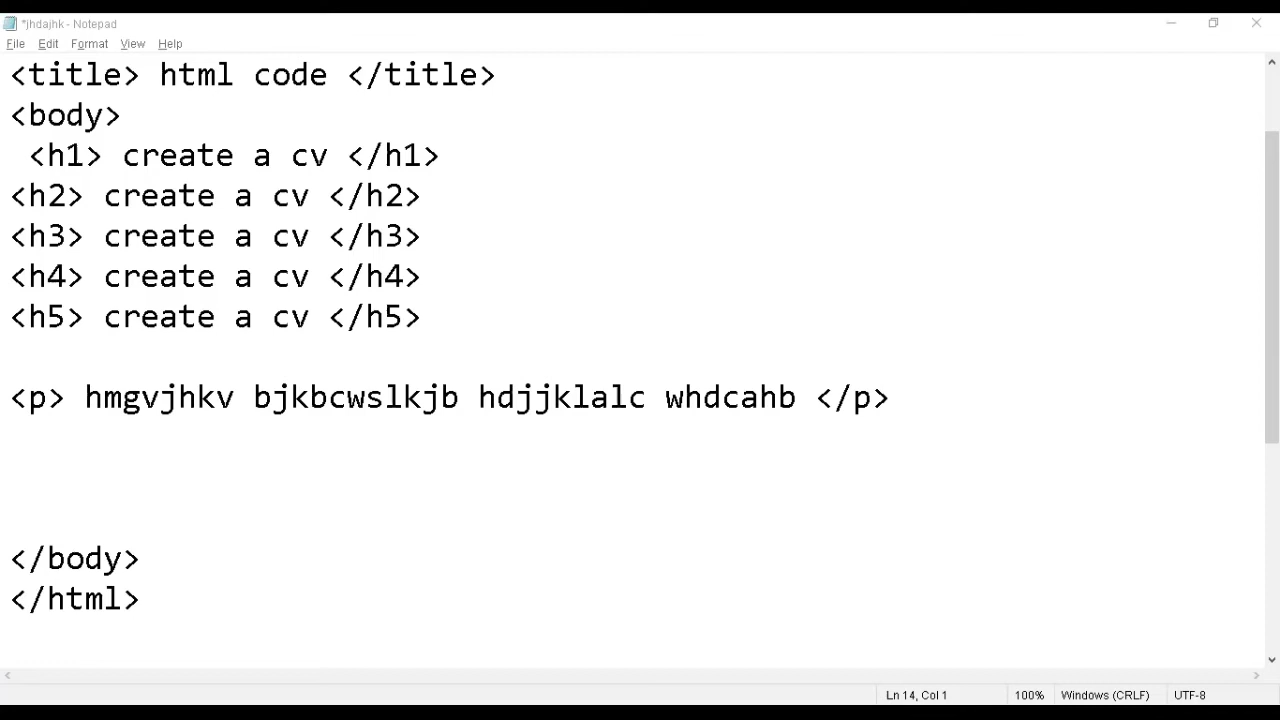 *jhdajhk - Notepad
File Edit Format View Help
<title> html code </title>
<body>
<h1> create a cv </h1>
<h2> create a cv </h2>
<h3> create a cv </h3>
<h4> create a cv </h4>
<h5> create a cv </h5>
<p> hmgvjhkv bjkbcwslkjb hdjjklalc whdcahb </p>
</body>
</html>
Ln 14, Col 1 100% Windows (CRLF) UTF-8